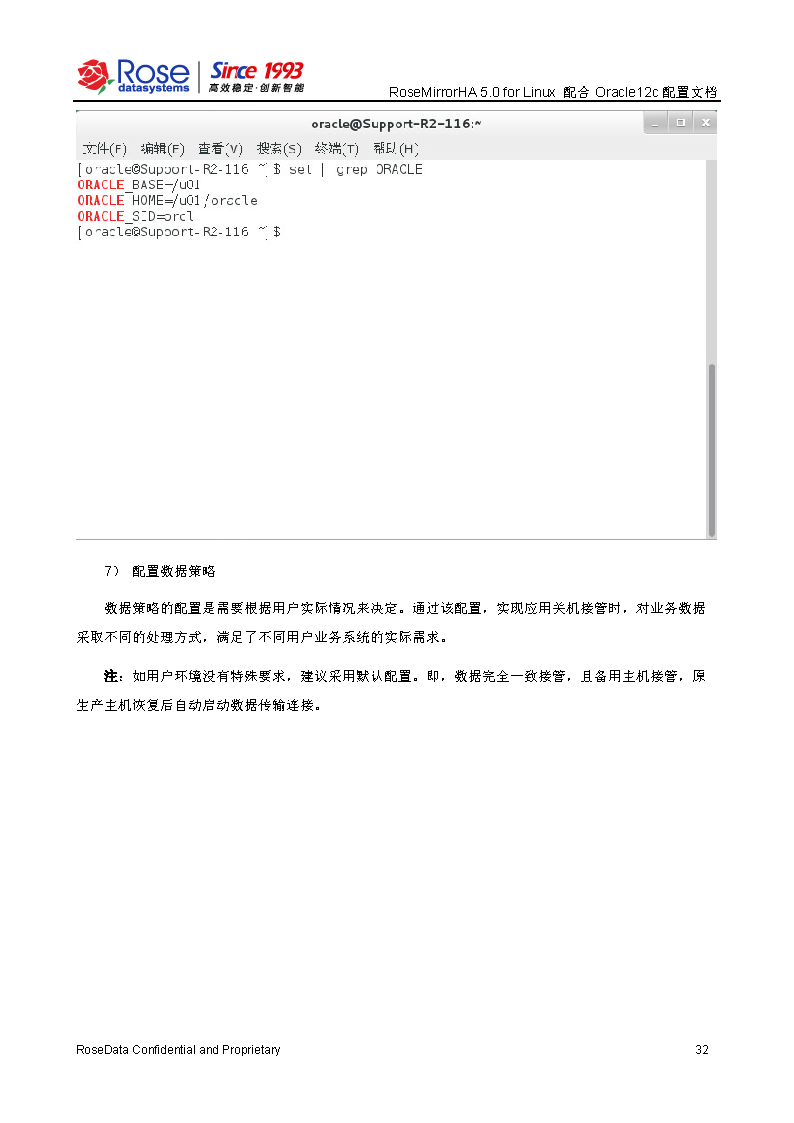 Rose datasystems Since 1993 高效稳定·创新智能
RoseMirrorHA 5.0 for Linux 配合 Oracle12c 配置文档
oracle@Support-R2-116:~
文件(F) 编辑(E) 查看(V) 搜索(S) 终端(T) 帮助(H)
[oracle@Support-R2-116 ~]$ set | grep ORACLE
ORACLE_BASE=/u01
ORACLE_HOME=/u01/oracle
ORACLE_SID=orcl
[oracle@Support-R2-116 ~]$
7） 配置数据策略
数据策略的配置是需要根据用户实际情况来决定。通过该配置，实现应用关机接管时，对业务数据
采取不同的处理方式，满足了不同用户业务系统的实际需求。
注：如用户环境没有特殊要求，建议采用默认配置。即，数据完全一致接管，且备用主机接管，原
生产主机恢复后自动启动数据传输连接。
RoseData Confidential and Proprietary 32